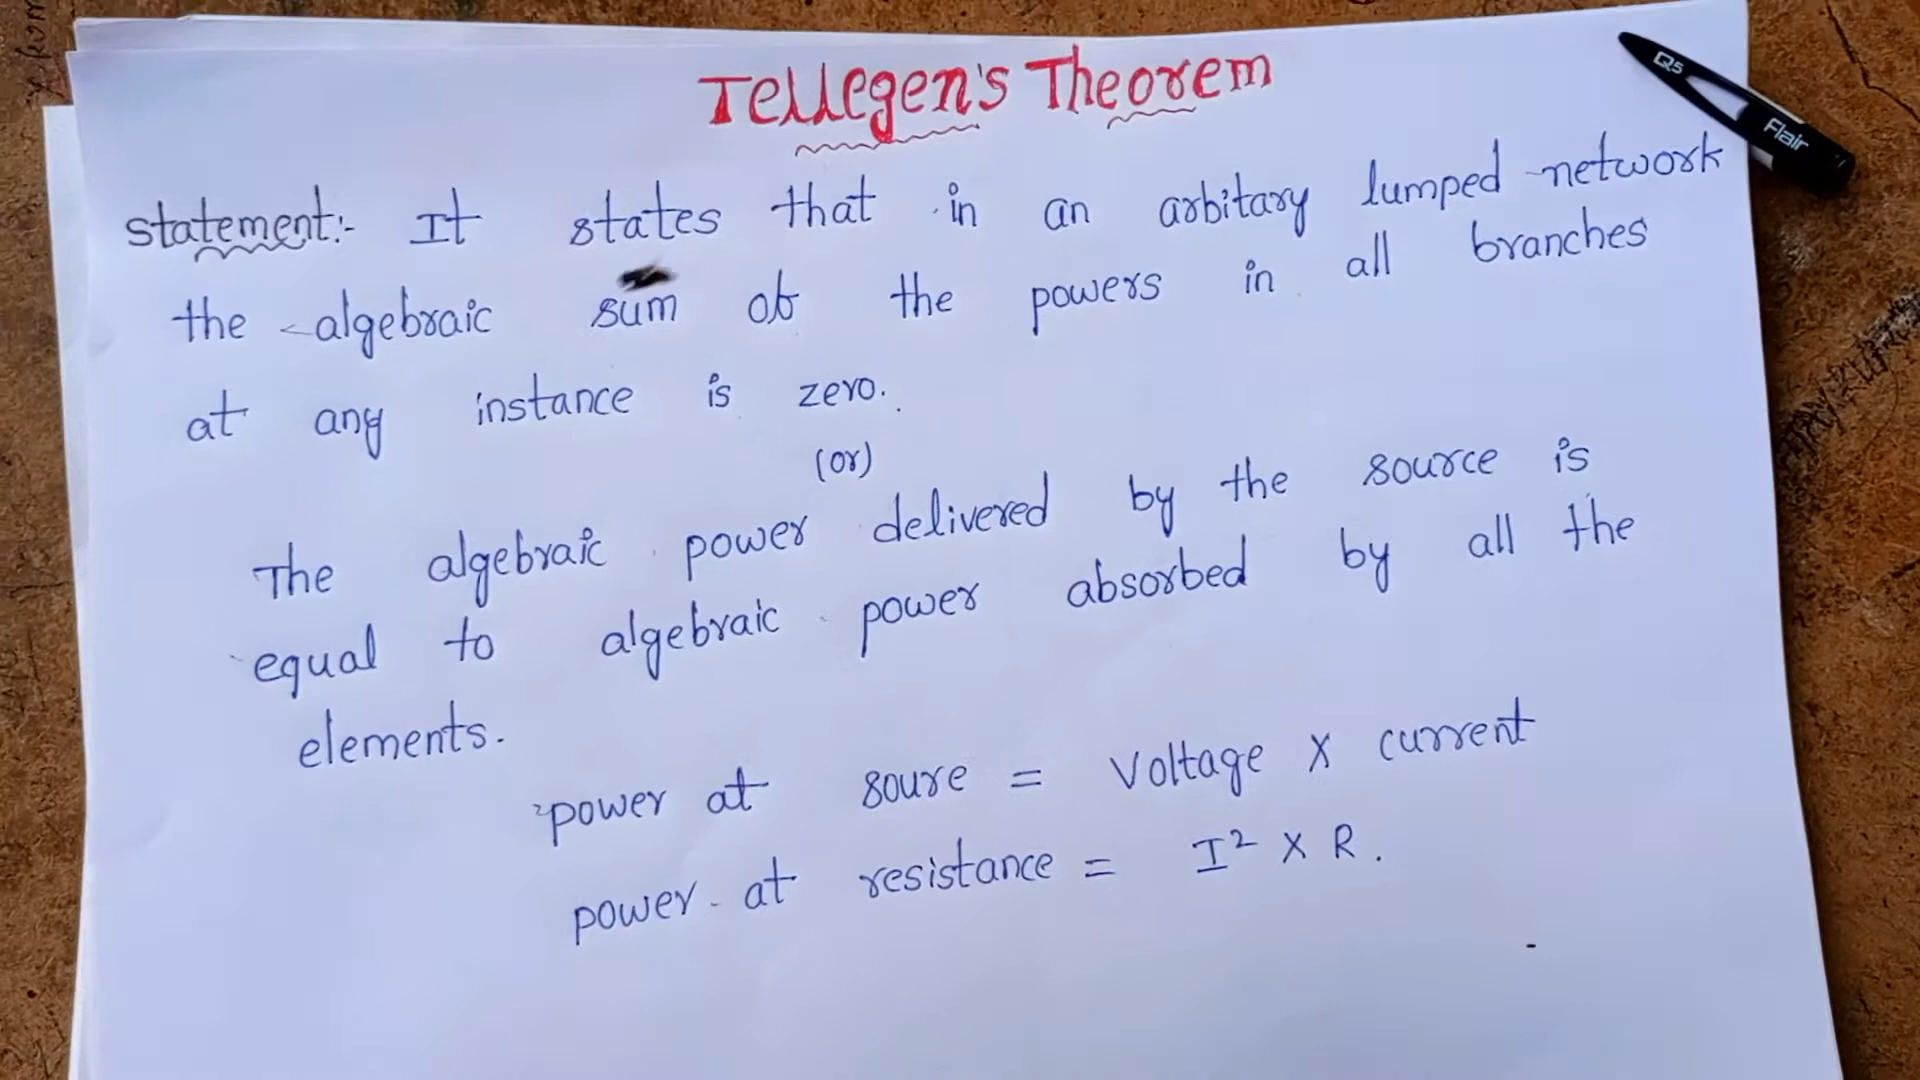 Tellegen's Theorem
Statement:- It states that in an arbitary lumped network
the algebraic sum of the powers in all branches
at any instance is zero.
(or)
The algebraic power delivered by the source is
equal to algebraic power absorbed by all the
elements.
power at soure = Voltage X current
power at resistance = I² X R.
Q5
Flair